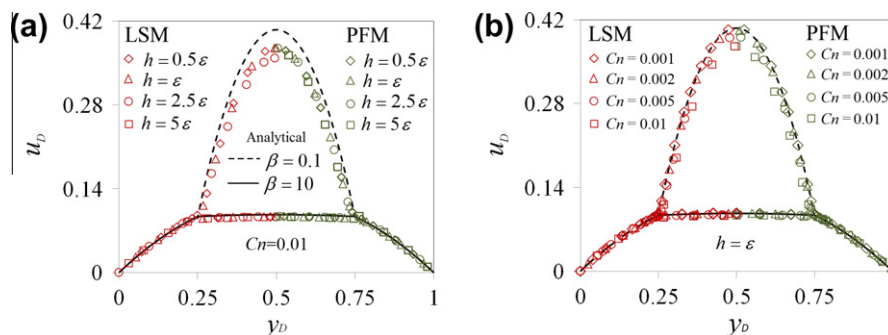 (a)
LSM
PFM
h = 0.5ε
h = ε
h = 2.5ε
h = 5ε
h = 0.5ε
h = ε
h = 2.5ε
h = 5ε
Analytical
β = 0.1
β = 10
Cn=0.01
u_D
0.42
0.28
0.14
0
0
0.25
0.5
0.75
1
y_D
(b)
LSM
PFM
Cn = 0.001
Cn = 0.002
Cn = 0.005
Cn = 0.01
Cn = 0.001
Cn = 0.002
Cn = 0.005
Cn = 0.01
h = ε
u_D
0.42
0.28
0.14
0
0
0.25
0.5
0.75
y_D